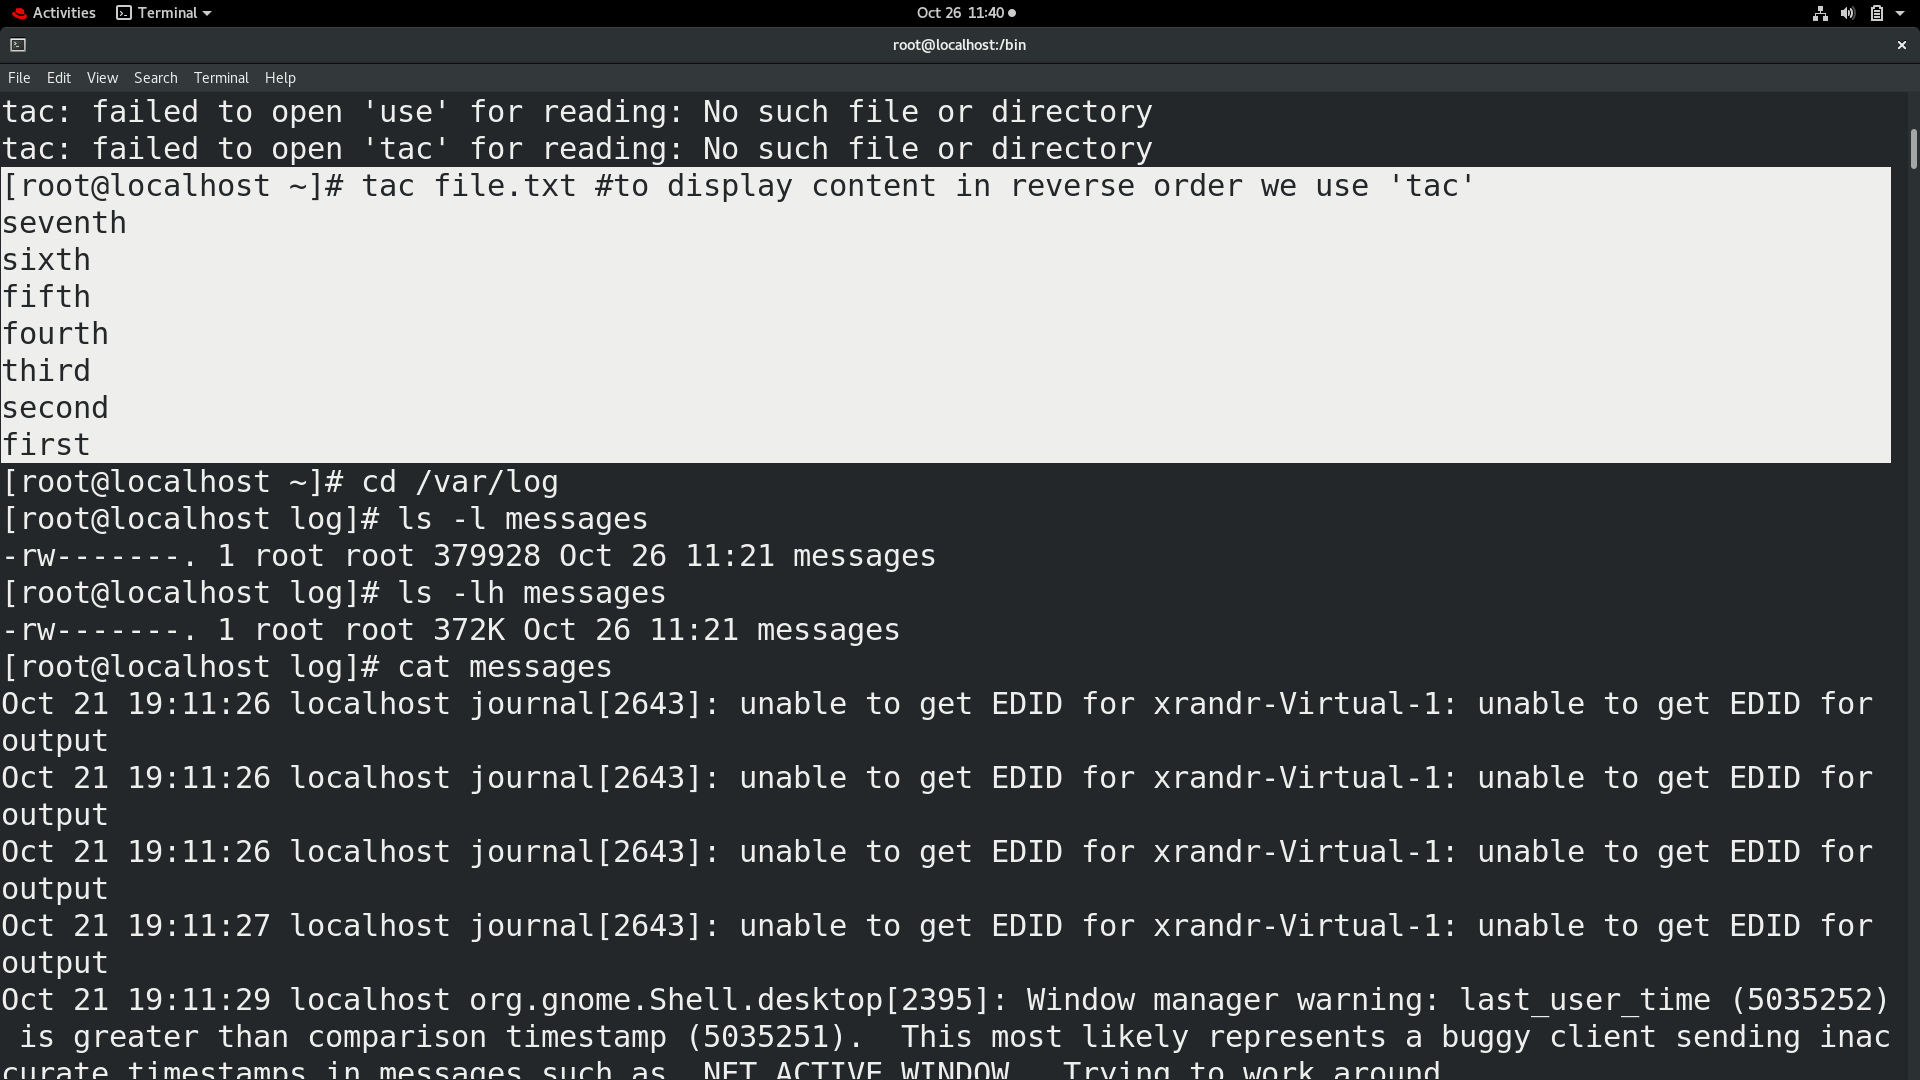 Activities Terminal Oct 26 11:40
root@localhost:/bin
File Edit View Search Terminal Help
tac: failed to open 'use' for reading: No such file or directory
tac: failed to open 'tac' for reading: No such file or directory
[root@localhost ~]# tac file.txt #to display content in reverse order we use 'tac'
seventh
sixth
fifth
fourth
third
second
first
[root@localhost ~]# cd /var/log
[root@localhost log]# ls -l messages
-rw-------. 1 root root 379928 Oct 26 11:21 messages
[root@localhost log]# ls -lh messages
-rw-------. 1 root root 372K Oct 26 11:21 messages
[root@localhost log]# cat messages
Oct 21 19:11:26 localhost journal[2643]: unable to get EDID for xrandr-Virtual-1: unable to get EDID for
output
Oct 21 19:11:26 localhost journal[2643]: unable to get EDID for xrandr-Virtual-1: unable to get EDID for
output
Oct 21 19:11:26 localhost journal[2643]: unable to get EDID for xrandr-Virtual-1: unable to get EDID for
output
Oct 21 19:11:27 localhost journal[2643]: unable to get EDID for xrandr-Virtual-1: unable to get EDID for
output
Oct 21 19:11:29 localhost org.gnome.Shell.desktop[2395]: Window manager warning: last_user_time (5035252)
 is greater than comparison timestamp (5035251).  This most likely represents a buggy client sending inac
curate timestamps in messages such as _NET_ACTIVE_WINDOW.  Trying to work around